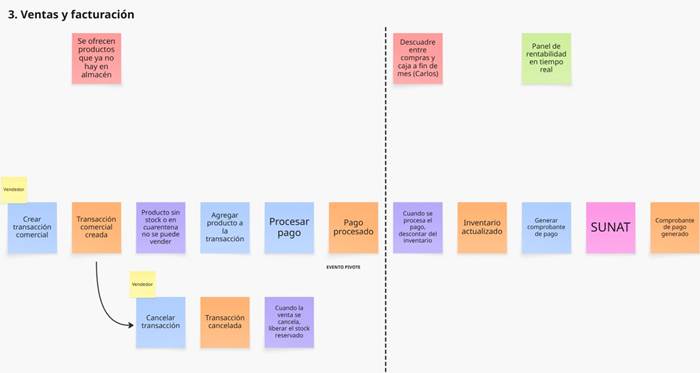 3. Ventas y facturación
Se ofrecen
productos
que ya no
hay en
almacén
Descuadre
entre
compras y
caja a fin de
mes (Carlos)
Panel de
rentabilidad
en tiempo
real
Vendedor
Crear
transacción
comercial
Transacción
comercial
creada
Producto sin
stock o en
cuarentena
no se puede
vender
Agregar
producto a
la
transacción
Procesar
pago
Pago
procesado
EVENTO PIVOTE
Cuando se
procesa el
pago,
descontar del
inventario
Inventario
actualizado
Generar
comprobante
de pago
SUNAT
Comprobante
de pago
generado
Vendedor
Cancelar
transacción
Transacción
cancelada
Cuando la
venta se
cancela,
liberar el stock
reservado